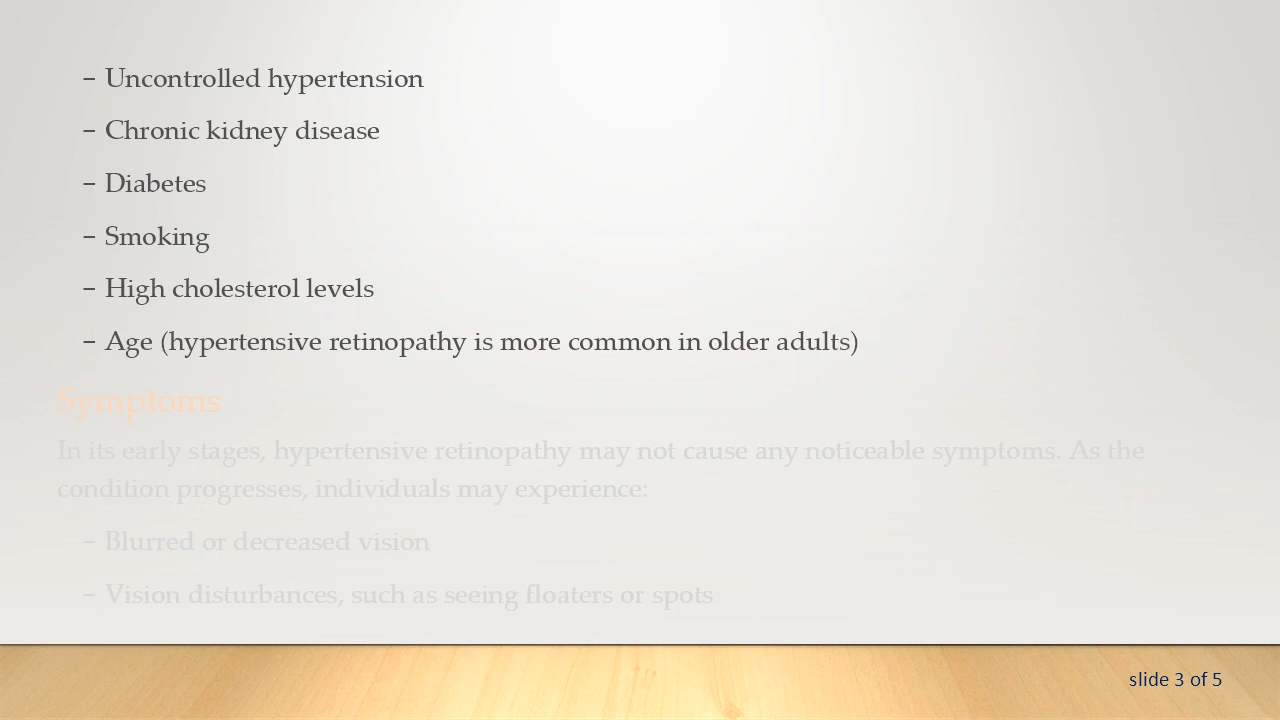 − Uncontrolled hypertension
− Chronic kidney disease
− Diabetes
− Smoking
− High cholesterol levels
− Age (hypertensive retinopathy is more common in older adults)
Symptoms
In its early stages, hypertensive retinopathy may not cause any noticeable symptoms. As the
condition progresses, individuals may experience:
− Blurred or decreased vision
− Vision disturbances, such as seeing floaters or spots
slide 3 of 5